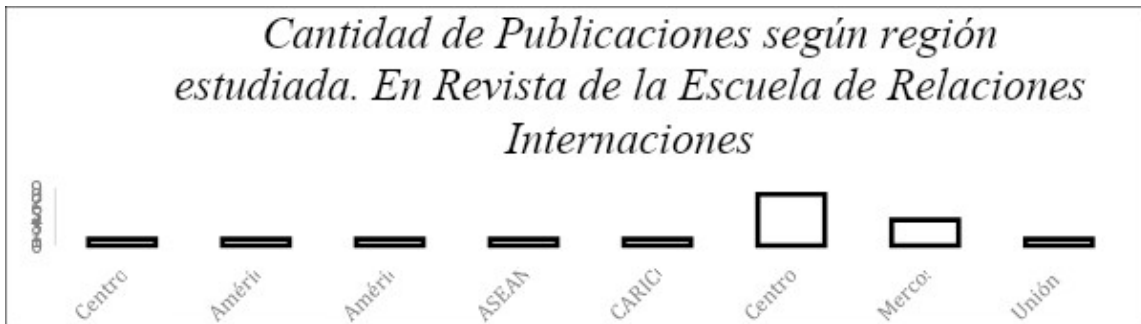 Cantidad de Publicaciones según región
estudiada. En Revista de la Escuela de Relaciones
Internaciones
Centro
Améri
Améri
ASEAN
CARIC
Centro
Merco
Unión